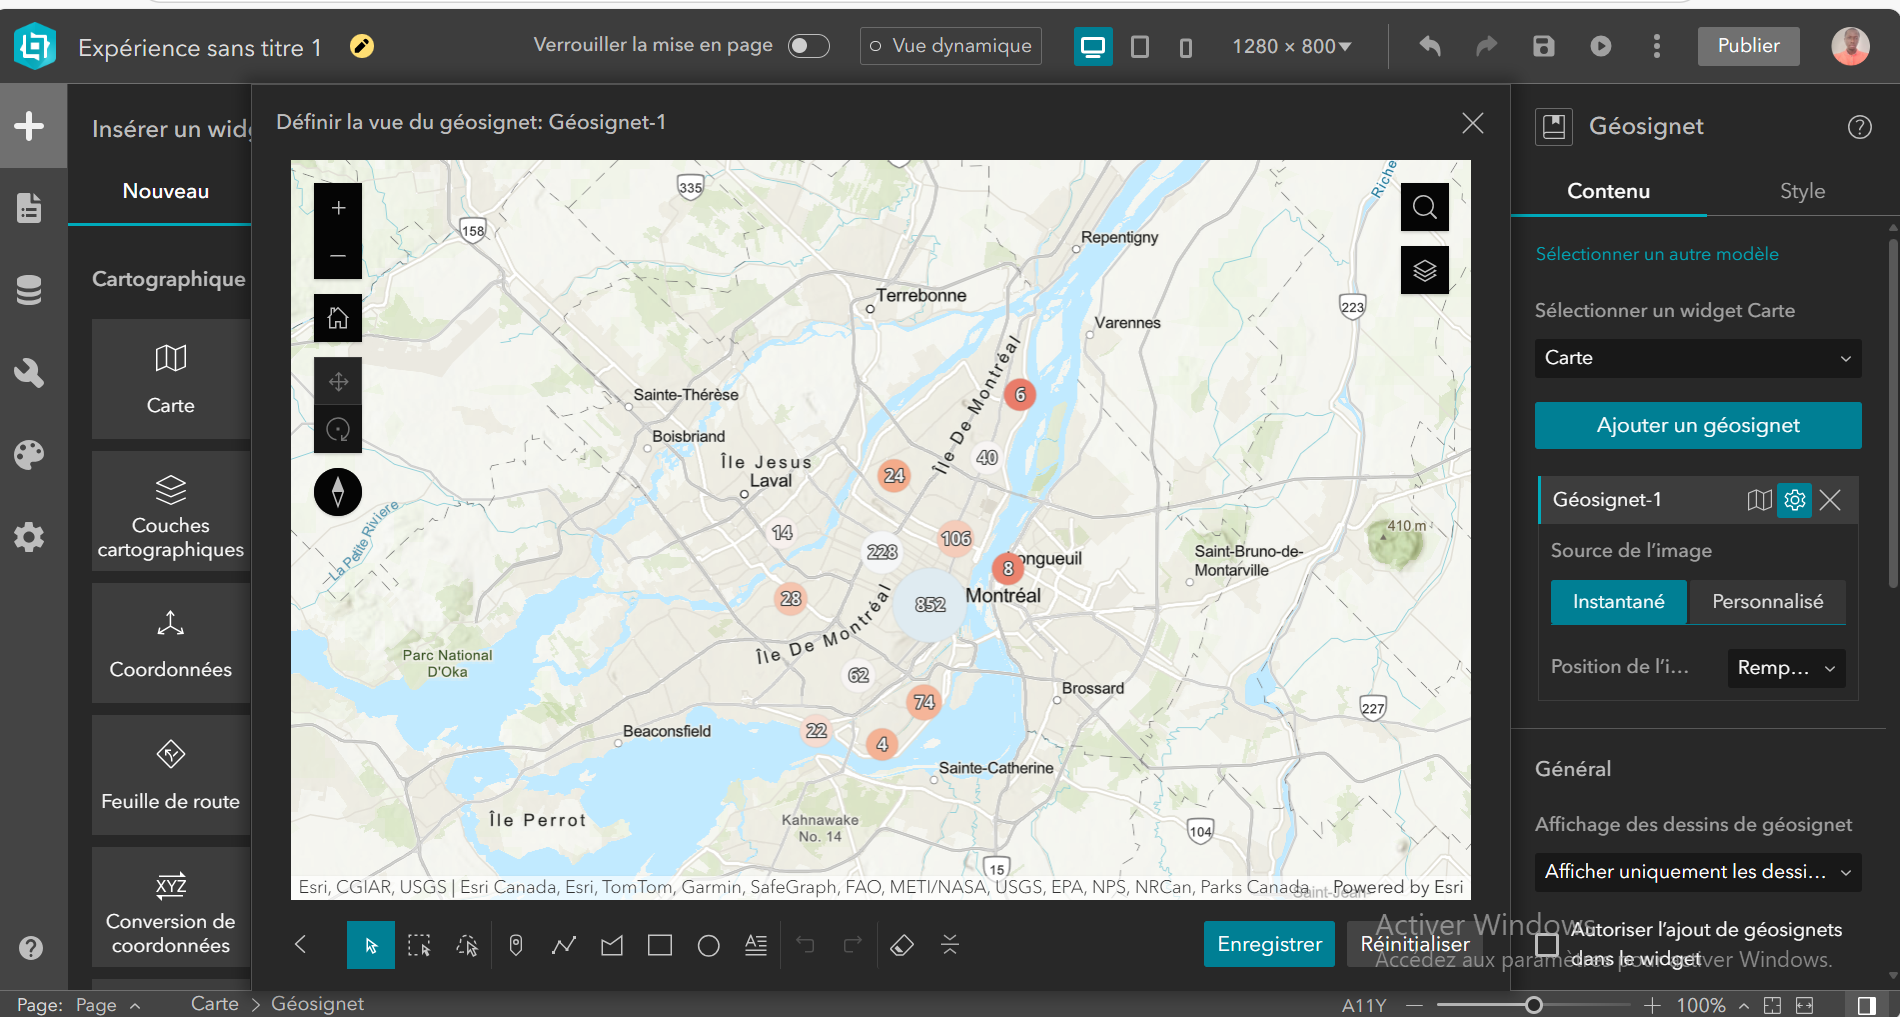 Expérience sans titre 1
Verrouiller la mise en page
Vue dynamique
1280 × 800
Publier
Insérer un widg
Nouveau
Cartographique
Carte
Couches
cartographiques
Coordonnées
Feuille de route
XYZ
Conversion de
coordonnées
Définir la vue du géosignet: Géosignet-1
335
158
Riche
Repentigny
Terrebonne
Varennes
223
Île De Montréal
Sainte-Thérèse
6
Boisbriand
40
Île Jesus
Laval
24
La Petite Riviere
410 m
14
106
228
8
ongueuil
Saint-Bruno-de-
Montarville
28
852
Montréal
Île De Montréal
Parc National
D'Oka
62
Brossard
74
227
Beaconsfield
22
4
Sainte-Catherine
Île Perrot
Kahnawake
No. 14
104
15
Esri, CGIAR, USGS | Esri Canada, Esri, TomTom, Garmin, SafeGraph, FAO, METI/NASA, USGS, EPA, NPS, NRCan, Parks Canada
Powered by Esri
Saint-Jean-
Enregistrer
Réinitialiser
Géosignet
Contenu
Style
Sélectionner un autre modèle
Sélectionner un widget Carte
Carte
Ajouter un géosignet
Géosignet-1
Source de l'image
Instantané
Personnalisé
Position de l'i...
Remp...
Général
Affichage des dessins de géosignet
Afficher uniquement les dessi...
Autoriser l'ajout de géosignets
dans le widget
Activer Windows
Accédez aux paramètres pour activer Windows.
Page: Page
Carte > Géosignet
A11Y
100%